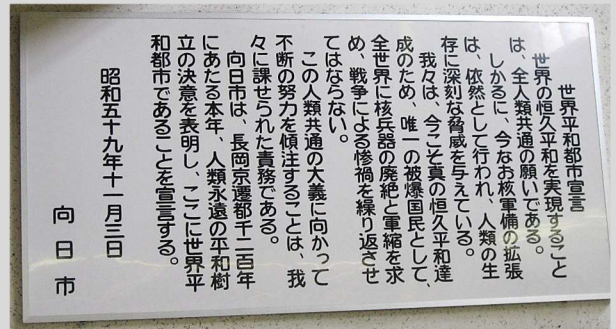 世界平和都市宣言
世界の恒久平和を実現すること
は、全人類共通の願いである。
しかるに、今なお核軍備の拡張
は、依然として行われ、人類の生
存に深刻な脅威を与えている。
我々は、今こそ真の恒久平和達
成のため、唯一の被爆国民として、
全世界に核兵器の廃絶と軍縮を求
め、戦争による惨禍を繰り返させ
てはならない。
この人類共通の大義に向かって
不断の努力を傾注することは、我
々に課せられた責務である。
向日市は、長岡京遷都千二百年
にあたる本年、人類永遠の平和樹
立の決意を表明し、ここに世界平
和都市であることを宣言する。
昭和五十九年十一月三日
向日市